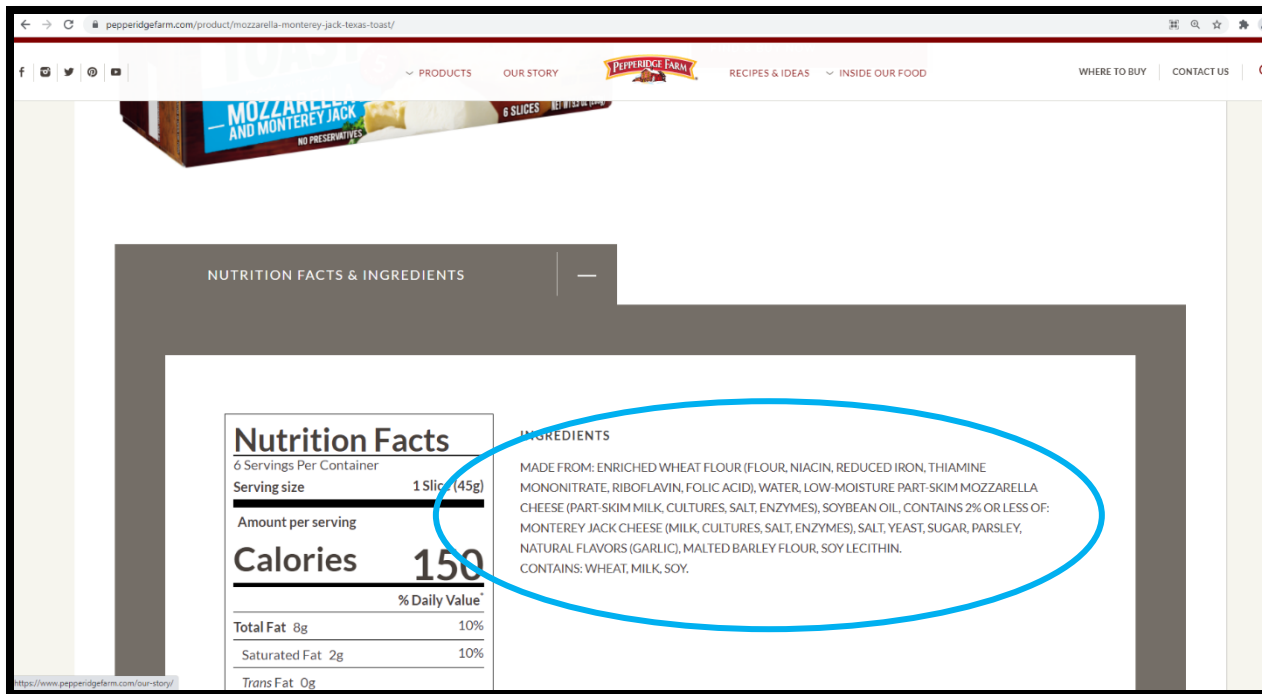 pepperidgefarm.com/product/mozzarella-monterey-jack-texas-toast/
TOAST
PRODUCTS
OUR STORY
PEPPERIDGE FARM
RECIPES & IDEAS
INSIDE OUR FOOD
WHERE TO BUY
CONTACT US
MOZZARELLA
AND MONTEREY JACK
NO PRESERVATIVES
6 SLICES
NUTRITION FACTS & INGREDIENTS
Nutrition Facts
6 Servings Per Container
Serving size 1 Slice (45g)
Amount per serving
Calories 150
% Daily Value*
Total Fat 8g 10%
Saturated Fat 2g 10%
Trans Fat 0g
INGREDIENTS
MADE FROM: ENRICHED WHEAT FLOUR (FLOUR, NIACIN, REDUCED IRON, THIAMINE
MONONITRATE, RIBOFLAVIN, FOLIC ACID), WATER, LOW-MOISTURE PART-SKIM MOZZARELLA
CHEESE (PART-SKIM MILK, CULTURES, SALT, ENZYMES), SOYBEAN OIL, CONTAINS 2% OR LESS OF:
MONTEREY JACK CHEESE (MILK, CULTURES, SALT, ENZYMES), SALT, YEAST, SUGAR, PARSLEY,
NATURAL FLAVORS (GARLIC), MALTED BARLEY FLOUR, SOY LECITHIN.
CONTAINS: WHEAT, MILK, SOY.
https://www.pepperidgefarm.com/our-story/